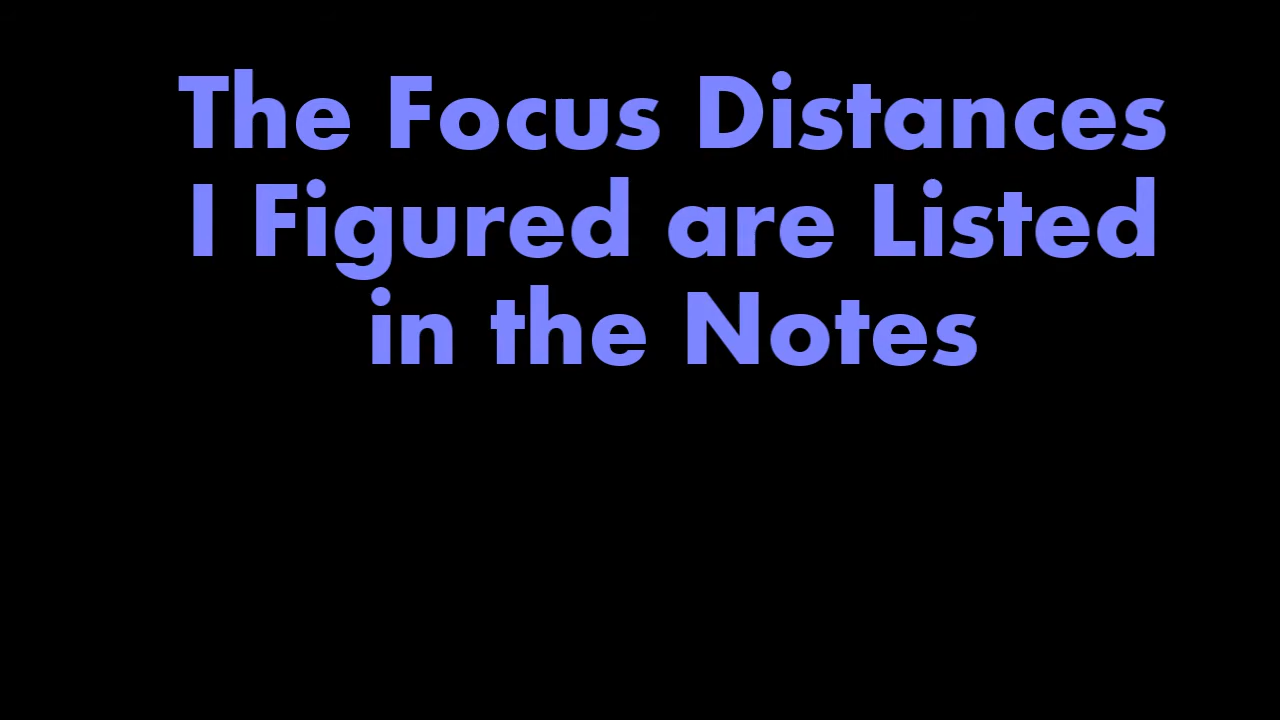 The Focus Distances
I Figured are Listed
in the Notes